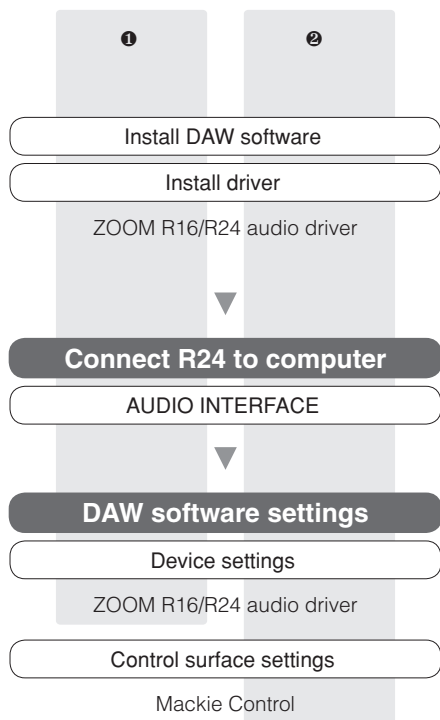 ❶ ❷
Install DAW software
Install driver
ZOOM R16/R24 audio driver
Connect R24 to computer
AUDIO INTERFACE
DAW software settings
Device settings
ZOOM R16/R24 audio driver
Control surface settings
Mackie Control